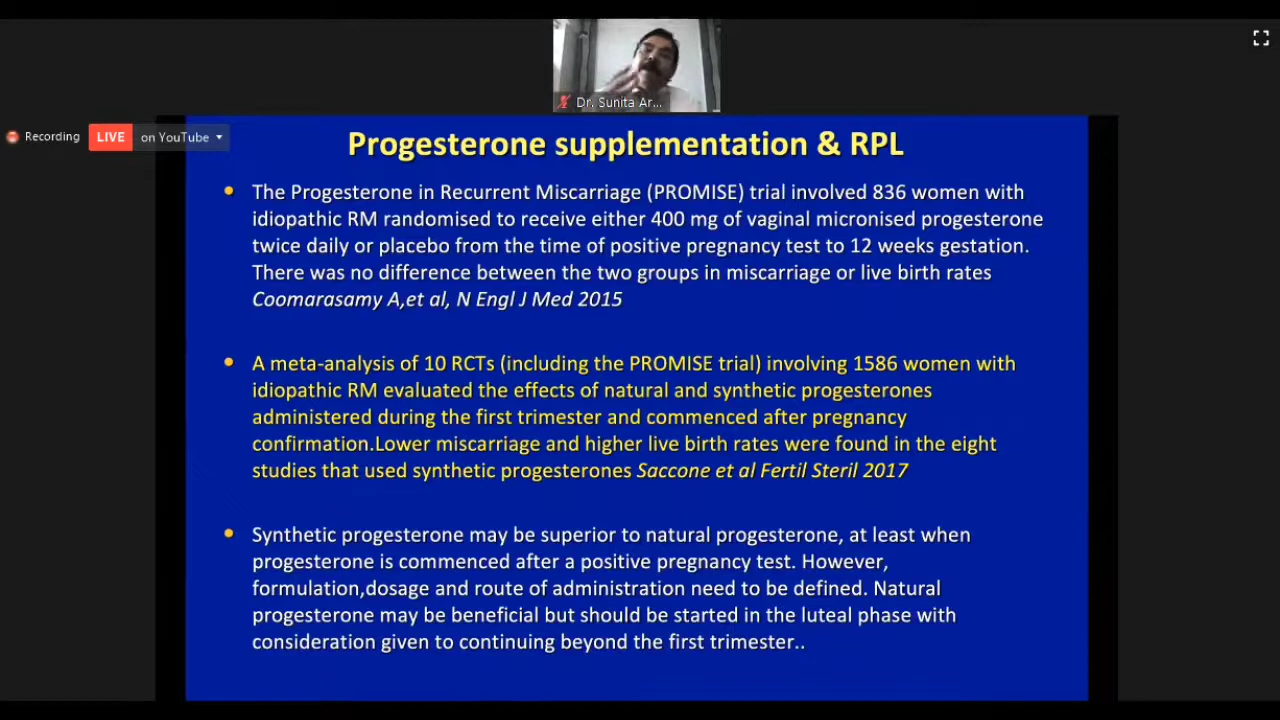 Dr. Sunita Ar...
Recording
LIVE on YouTube
Progesterone supplementation & RPL
• The Progesterone in Recurrent Miscarriage (PROMISE) trial involved 836 women with
idiopathic RM randomised to receive either 400 mg of vaginal micronised progesterone
twice daily or placebo from the time of positive pregnancy test to 12 weeks gestation.
There was no difference between the two groups in miscarriage or live birth rates
Coomarasamy A,et al, N Engl J Med 2015
• A meta-analysis of 10 RCTs (including the PROMISE trial) involving 1586 women with
idiopathic RM evaluated the effects of natural and synthetic progesterones
administered during the first trimester and commenced after pregnancy
confirmation.Lower miscarriage and higher live birth rates were found in the eight
studies that used synthetic progesterones Saccone et al Fertil Steril 2017
• Synthetic progesterone may be superior to natural progesterone, at least when
progesterone is commenced after a positive pregnancy test. However,
formulation,dosage and route of administration need to be defined. Natural
progesterone may be beneficial but should be started in the luteal phase with
consideration given to continuing beyond the first trimester..